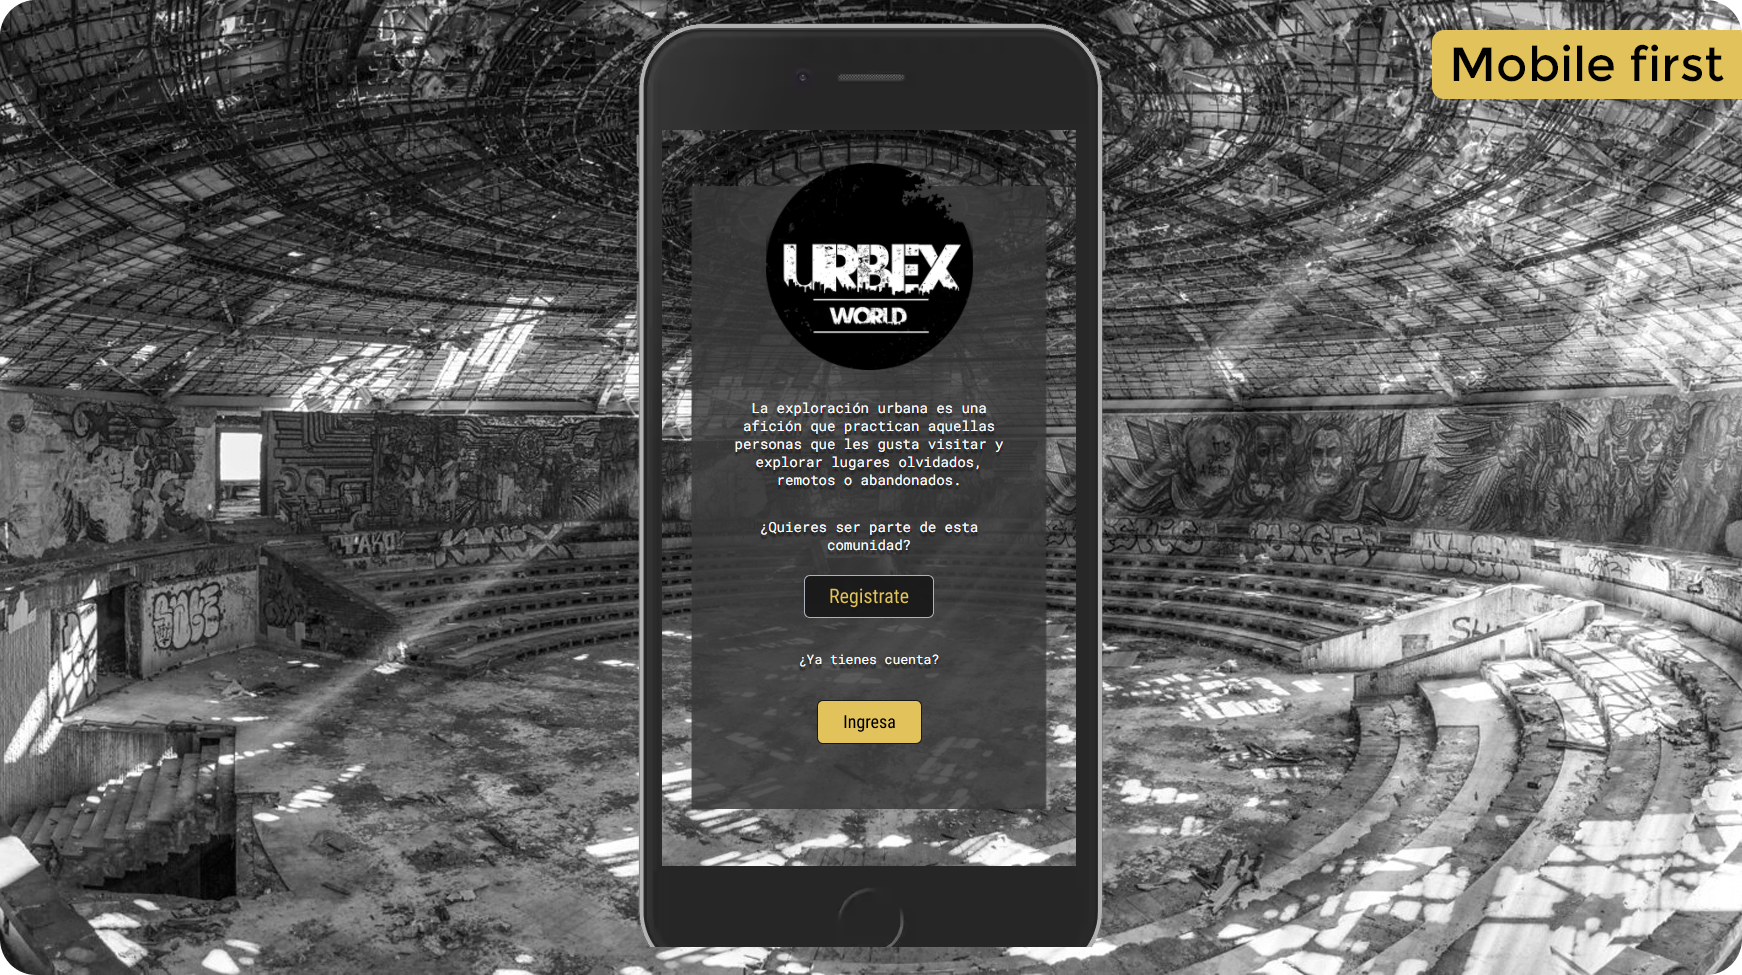 Mobile first
URBEX
WORLD
La exploración urbana es una
afición que practican aquellas
personas que les gusta visitar y
explorar lugares olvidados,
remotos o abandonados.
¿Quieres ser parte de esta
comunidad?
Registrate
¿Ya tienes cuenta?
Ingresa